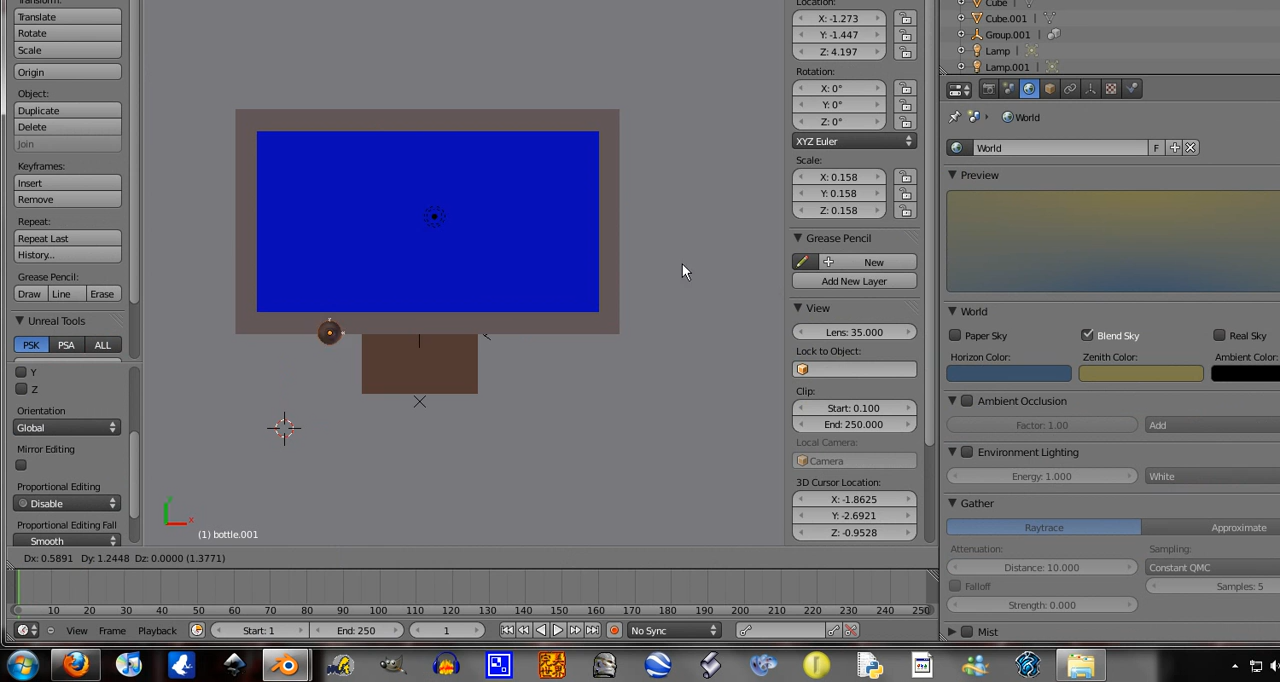 Transform:
Translate
Rotate
Scale
Origin
Object:
Duplicate
Delete
Join
Keyframes:
Insert
Remove
Repeat:
Repeat Last
History...
Grease Pencil:
Draw Line Erase
Unreal Tools
PSK PSA ALL
Y
Z
Orientation
Global
Mirror Editing
Proportional Editing
Disable
Proportional Editing Fall
Smooth
y
x
(1) bottle.001
Location:
X: -1.273
Y: -1.447
Z: 4.197
Rotation:
X: 0°
Y: 0°
Z: 0°
XYZ Euler
Scale:
X: 0.158
Y: 0.158
Z: 0.158
Grease Pencil
New
Add New Layer
View
Lens: 35.000
Lock to Object:
Clip:
Start: 0.100
End: 250.000
Local Camera:
Camera
3D Cursor Location:
X: -1.8625
Y: -2.6921
Z: -0.9528
Cube
Cube.001
Group.001
Lamp
Lamp.001
World
World F
Preview
World
Paper Sky Blend Sky Real Sky
Horizon Color: Zenith Color: Ambient Color:
Ambient Occlusion
Factor: 1.00 Add
Environment Lighting
Energy: 1.000 White
Gather
Raytrace Approximate
Attenuation: Sampling:
Distance: 10.000 Constant QMC
Falloff Samples: 5
Strength: 0.000
Mist
Dx: 0.5891 Dy: 1.2448 Dz: 0.0000 (1.3771)
10 20 30 40 50 60 70 80 90 100 110 120 130 140 150 160 170 180 190 200 210 220 230 240 250
View Frame Playback Start: 1 End: 250 1 No Sync